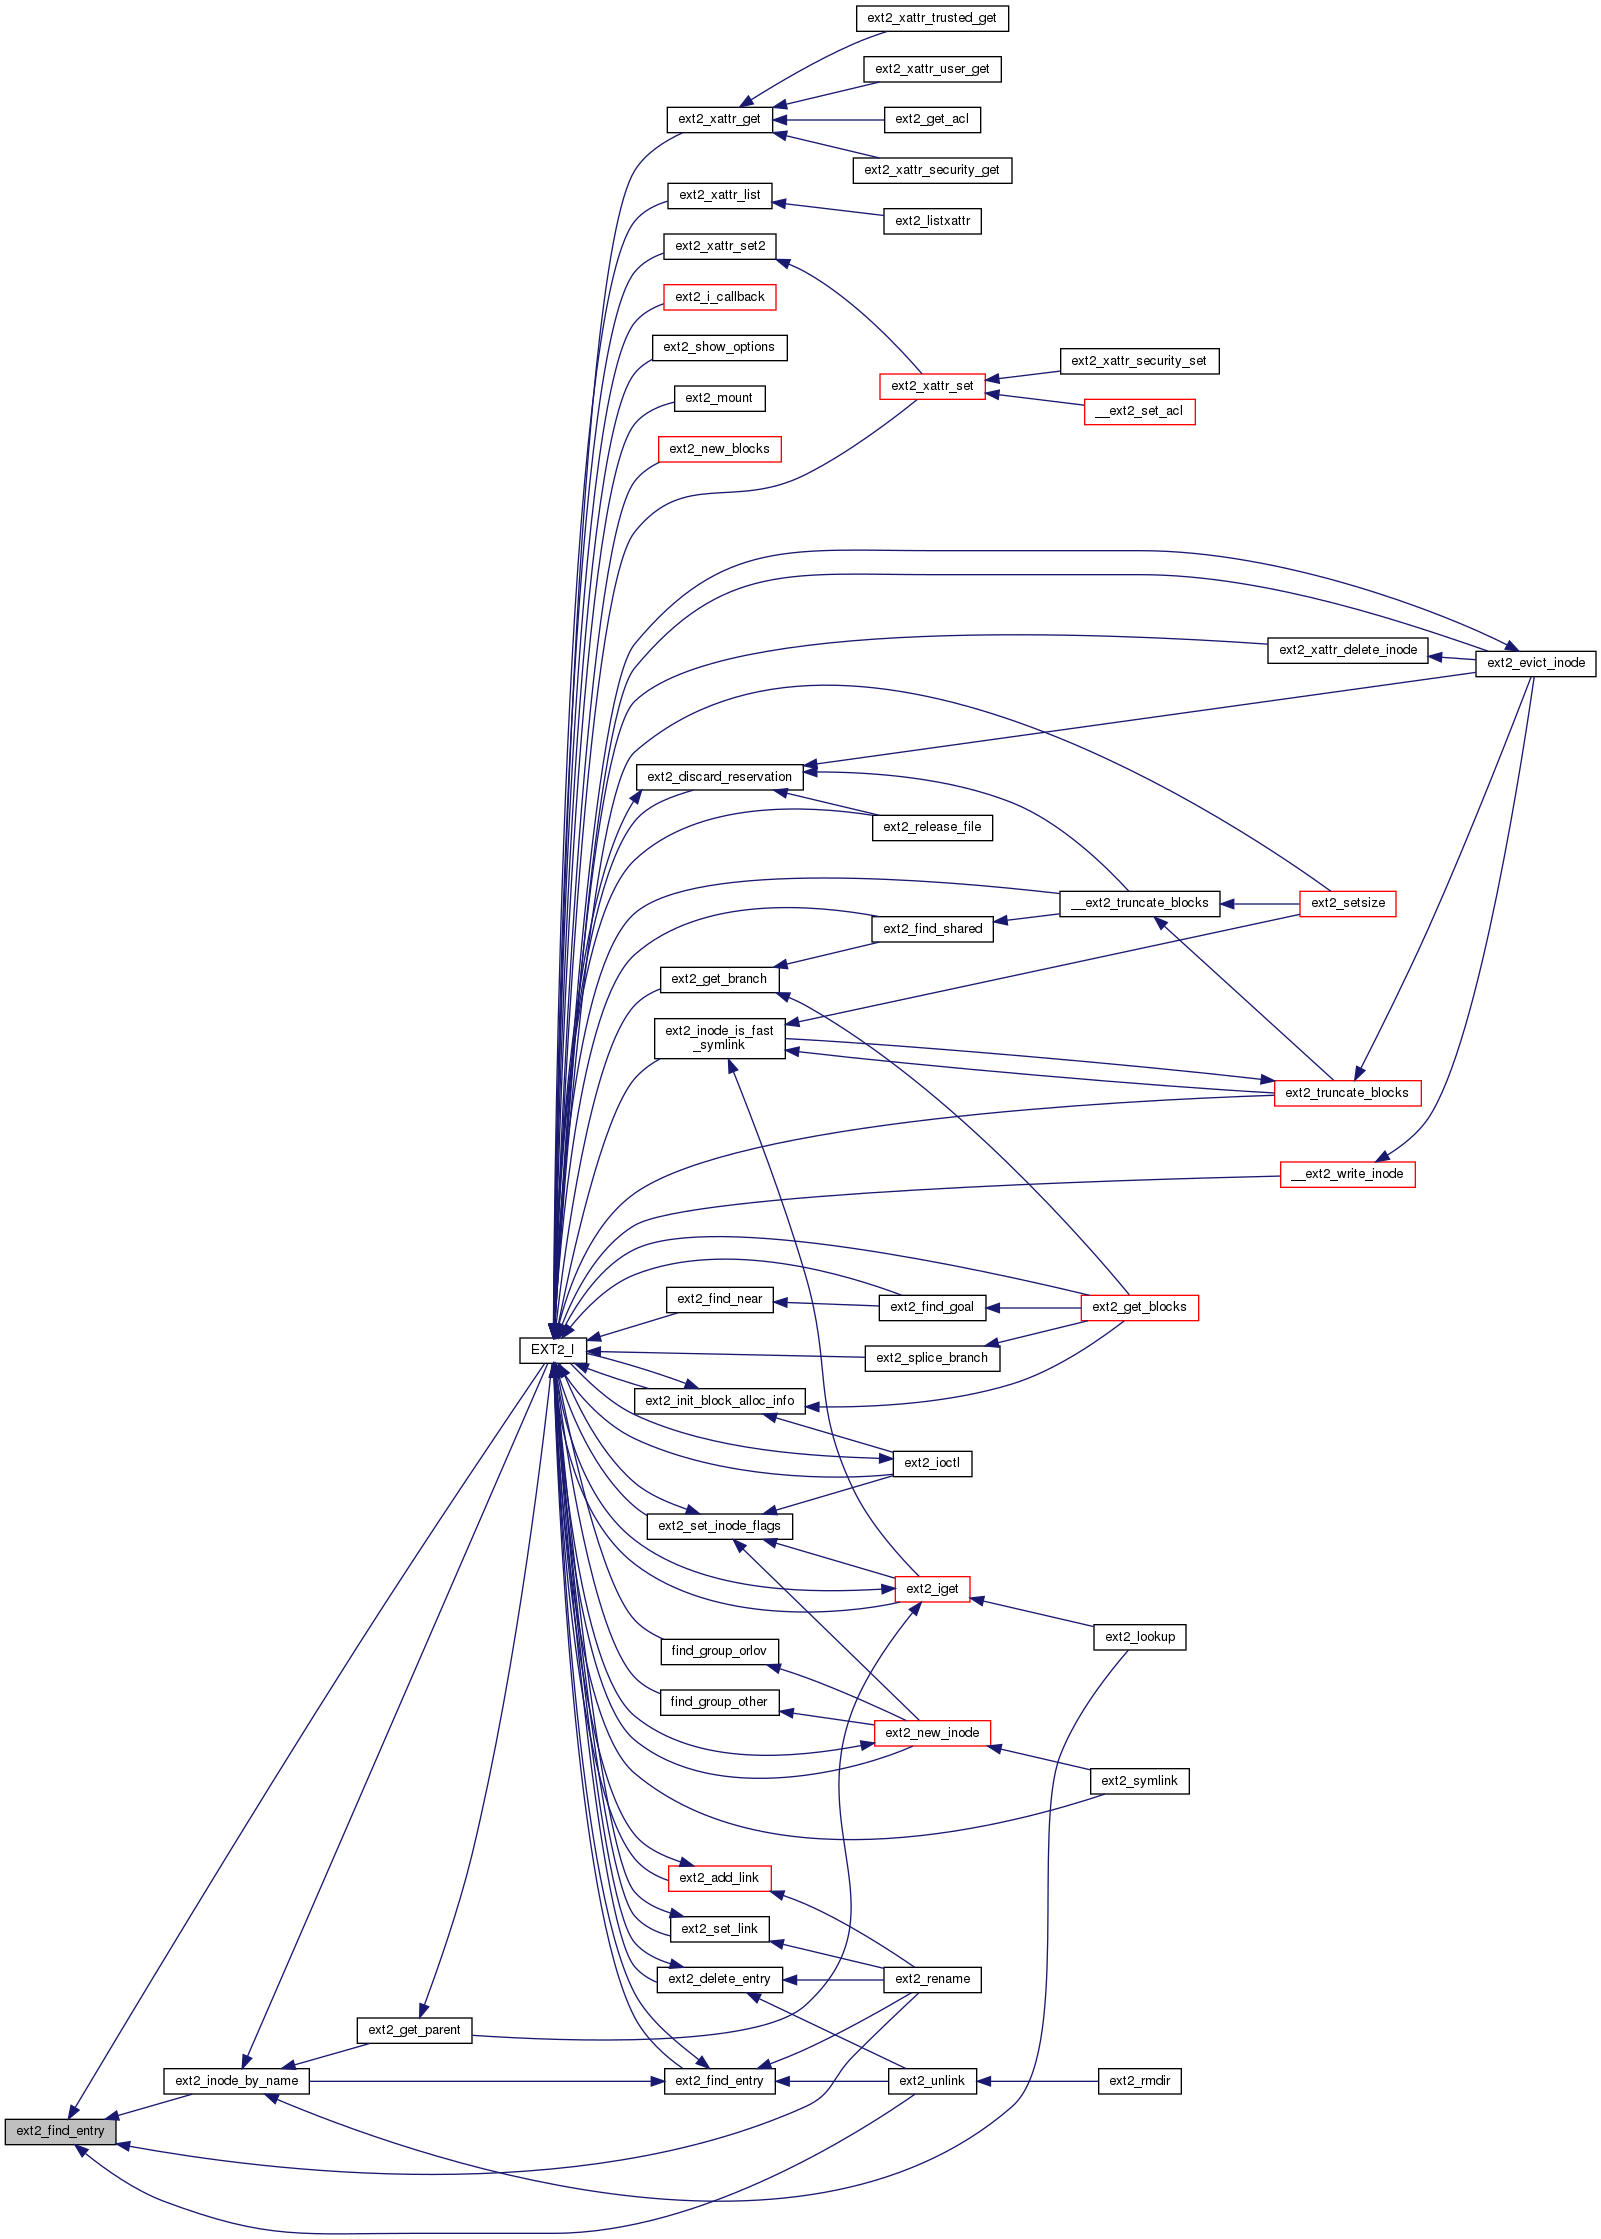 ext2_xattr_trusted_get
ext2_xattr_user_get
ext2_xattr_get
ext2_get_acl
ext2_xattr_security_get
ext2_xattr_list
ext2_listxattr
ext2_xattr_set2
ext2_i_callback
ext2_show_options
ext2_xattr_security_set
ext2_xattr_set
ext2_mount
__ext2_set_acl
ext2_new_blocks
ext2_xattr_delete_inode
ext2_evict_inode
ext2_discard_reservation
ext2_release_file
__ext2_truncate_blocks
ext2_setsize
ext2_find_shared
ext2_get_branch
ext2_inode_is_fast
_symlink
ext2_truncate_blocks
__ext2_write_inode
ext2_find_near
ext2_find_goal
ext2_get_blocks
EXT2_I
ext2_splice_branch
ext2_init_block_alloc_info
ext2_ioctl
ext2_set_inode_flags
ext2_iget
ext2_lookup
find_group_orlov
find_group_other
ext2_new_inode
ext2_symlink
ext2_add_link
ext2_set_link
ext2_delete_entry
ext2_rename
ext2_get_parent
ext2_inode_by_name
ext2_find_entry
ext2_unlink
ext2_rmdir
ext2_find_entry